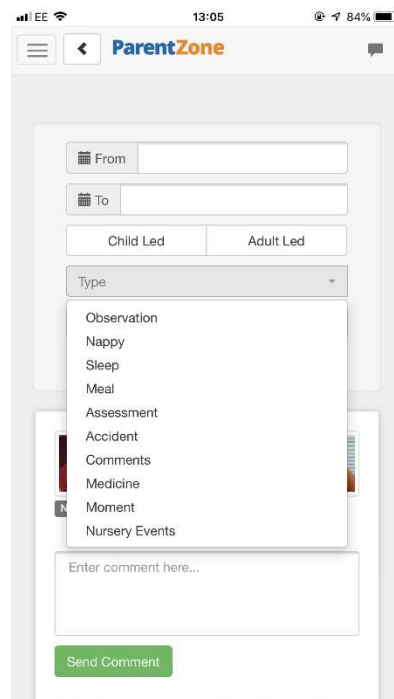 EE 13:05 84%
ParentZone
From
To
Child Led Adult Led
Type
Observation
Nappy
Sleep
Meal
Assessment
Accident
Comments
Medicine
Moment
Nursery Events
Enter comment here...
Send Comment